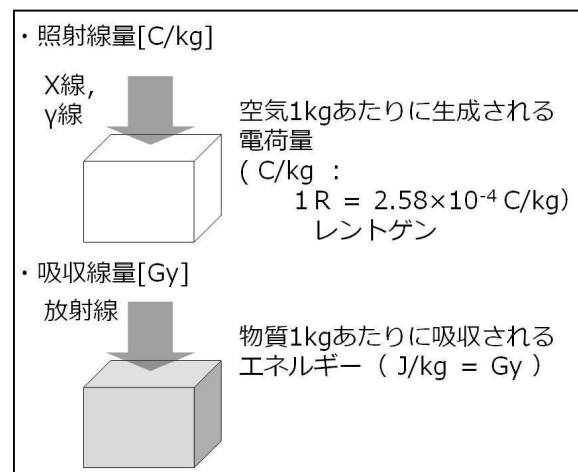 ・照射線量[C/kg]
X線,
γ線
空気1kgあたりに生成される
電荷量
( C/kg :
1 R = 2.58×10⁻⁴ C/kg)
レントゲン
・吸収線量[Gy]
放射線
物質1kgあたりに吸収される
エネルギー ( J/kg = Gy )